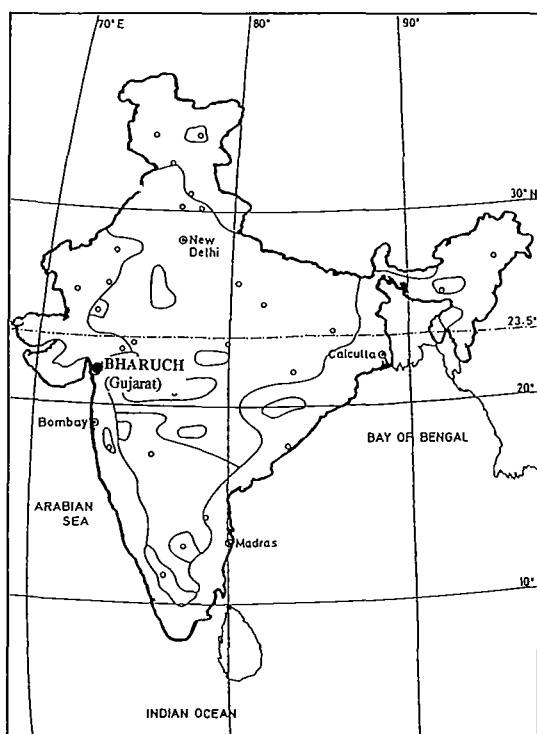 70° E
80°
90°
30° N
New
Delhi
23.5°
Calculla
BHARUCH
(Gujarat)
20°
Bombay
BAY OF BENGAL
ARABIAN
SEA
Madras
10°
INDIAN OCEAN